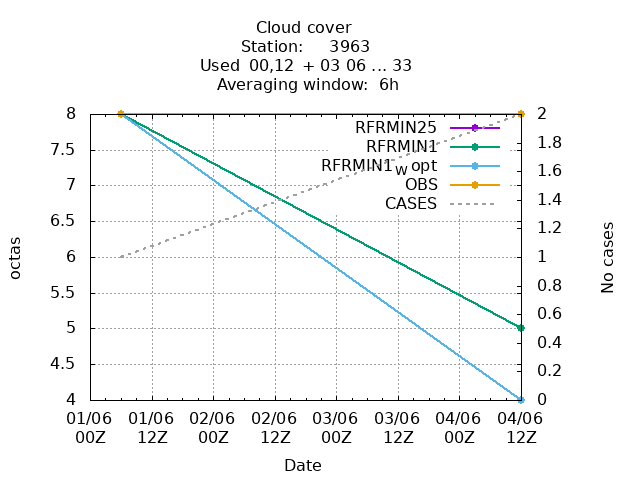 Cloud cover
Station: 3963
Used 00,12 + 03 06 ... 33
Averaging window: 6h
8
7.5
7
6.5
6
5.5
5
4.5
4
octas
2
1.8
1.6
1.4
1.2
1
0.8
0.6
0.4
0.2
0
No cases
RFRMIN25
RFRMIN1
RFRMIN1w opt
OBS
CASES
01/06 01/06 02/06 02/06 03/06 03/06 04/06 04/06
00Z 12Z 00Z 12Z 00Z 12Z 00Z 12Z
Date